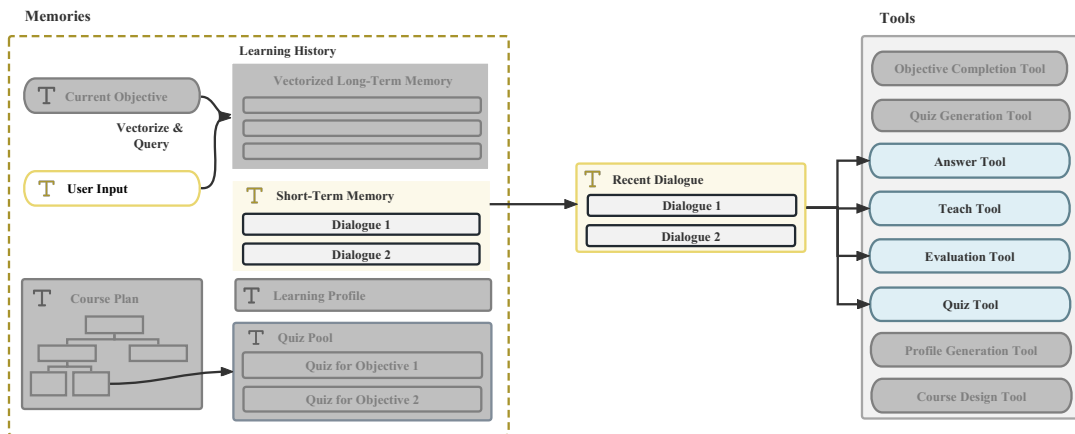 Memories
Tools
Learning History
Current Objective
Vectorize &
Query
User Input
Vectorized Long-Term Memory
Short-Term Memory
Dialogue 1
Dialogue 2
Course Plan
Learning Profile
Quiz Pool
Quiz for Objective 1
Quiz for Objective 2
Recent Dialogue
Dialogue 1
Dialogue 2
Objective Completion Tool
Quiz Generation Tool
Answer Tool
Teach Tool
Evaluation Tool
Quiz Tool
Profile Generation Tool
Course Design Tool